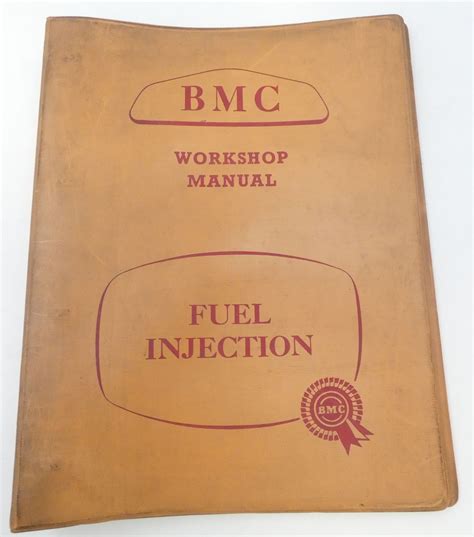 BMC
WORKSHOP
MANUAL
FUEL
INJECTION
BMC